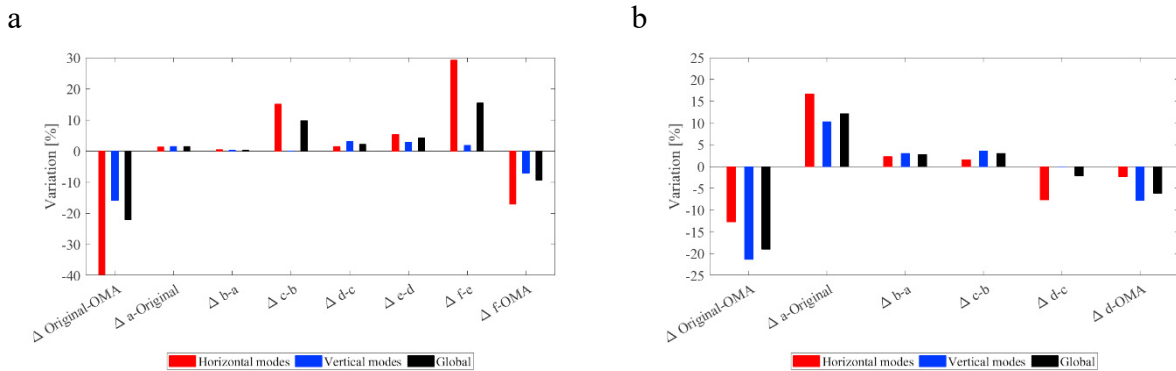 a
30
20
10
0
-10
-20
-30
-40
Variation [%]
Δ Original-OMA
Δ a-Original
Δ b-a
Δ c-b
Δ d-c
Δ e-d
Δ f-e
Δ f-OMA
Horizontal modes Vertical modes Global
b
25
20
15
10
5
0
-5
-10
-15
-20
-25
Variation [%]
Δ Original-OMA
Δ a-Original
Δ b-a
Δ c-b
Δ d-c
Δ d-OMA
Horizontal modes Vertical modes Global